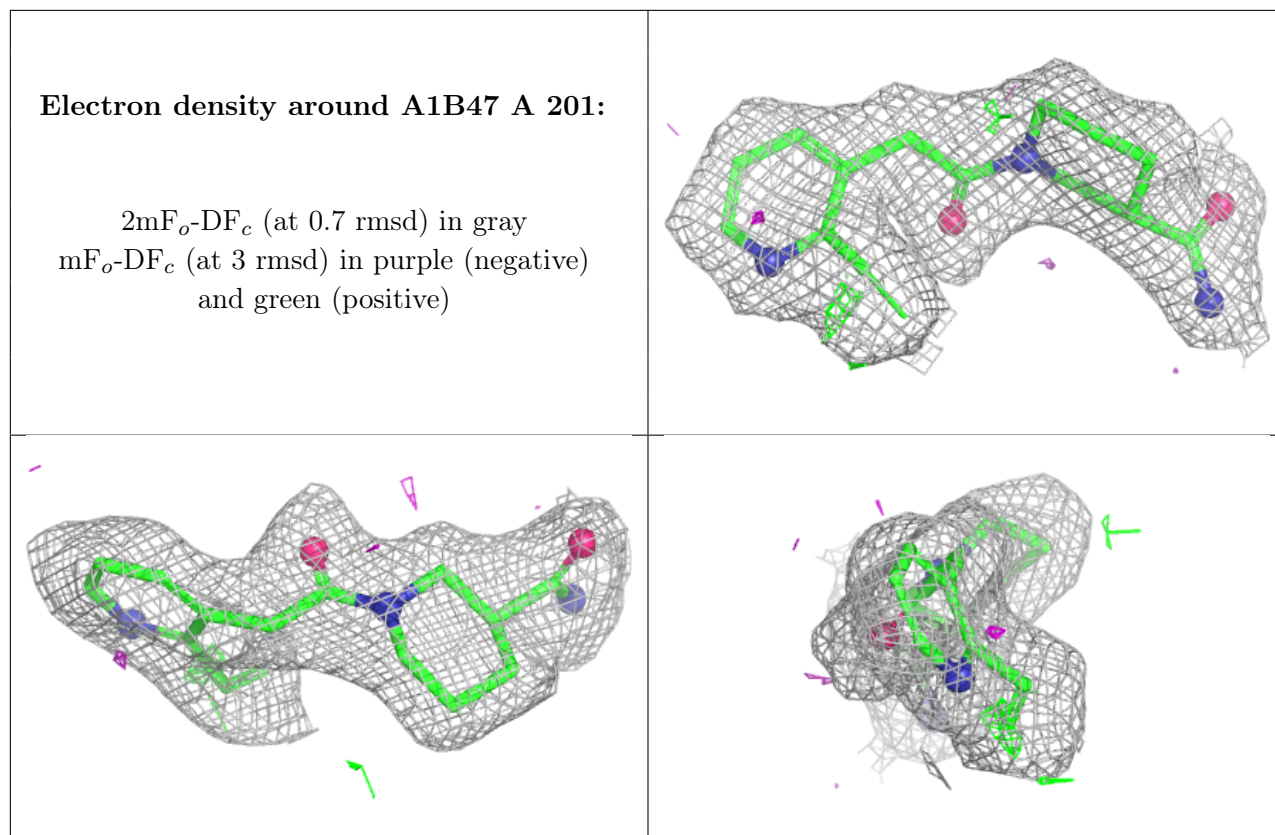 Electron density around A1B47 A 201:
2mFₒ-DF𝒸 (at 0.7 rmsd) in gray
mFₒ-DF𝒸 (at 3 rmsd) in purple (negative)
and green (positive)